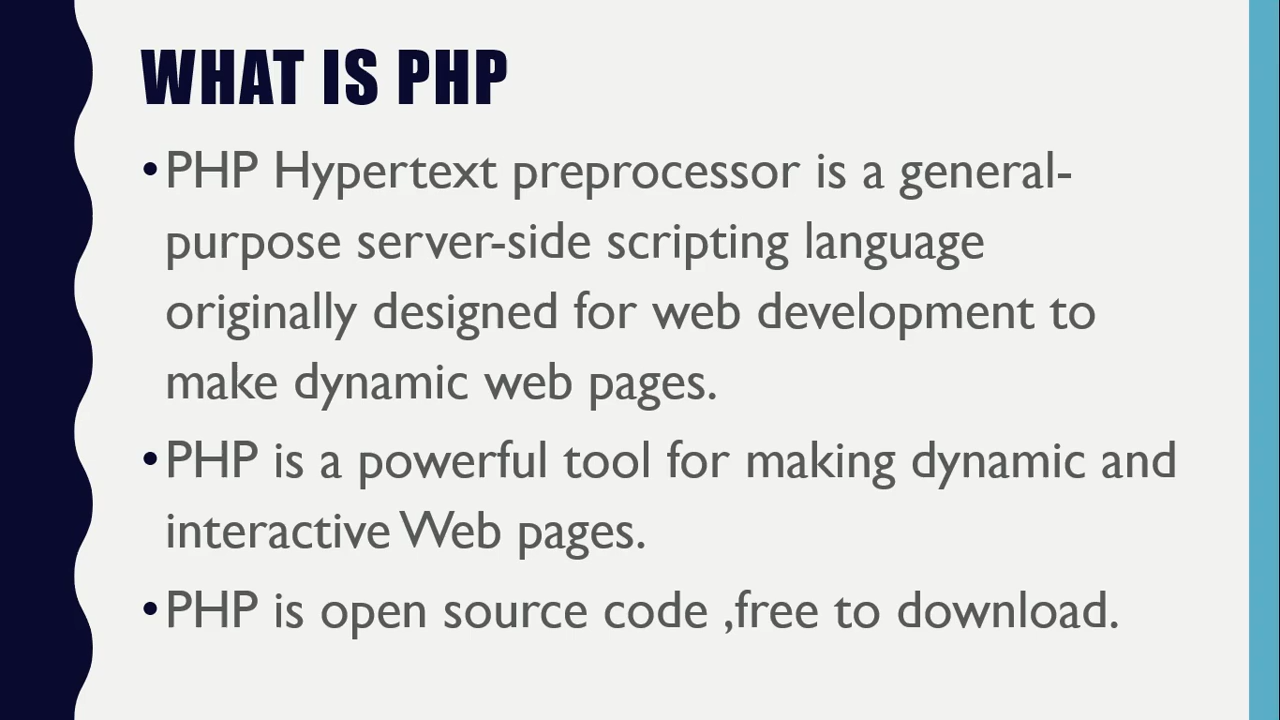 WHAT IS PHP
•PHP Hypertext preprocessor is a general-
purpose server-side scripting language
originally designed for web development to
make dynamic web pages.
•PHP is a powerful tool for making dynamic and
interactive Web pages.
•PHP is open source code ,free to download.